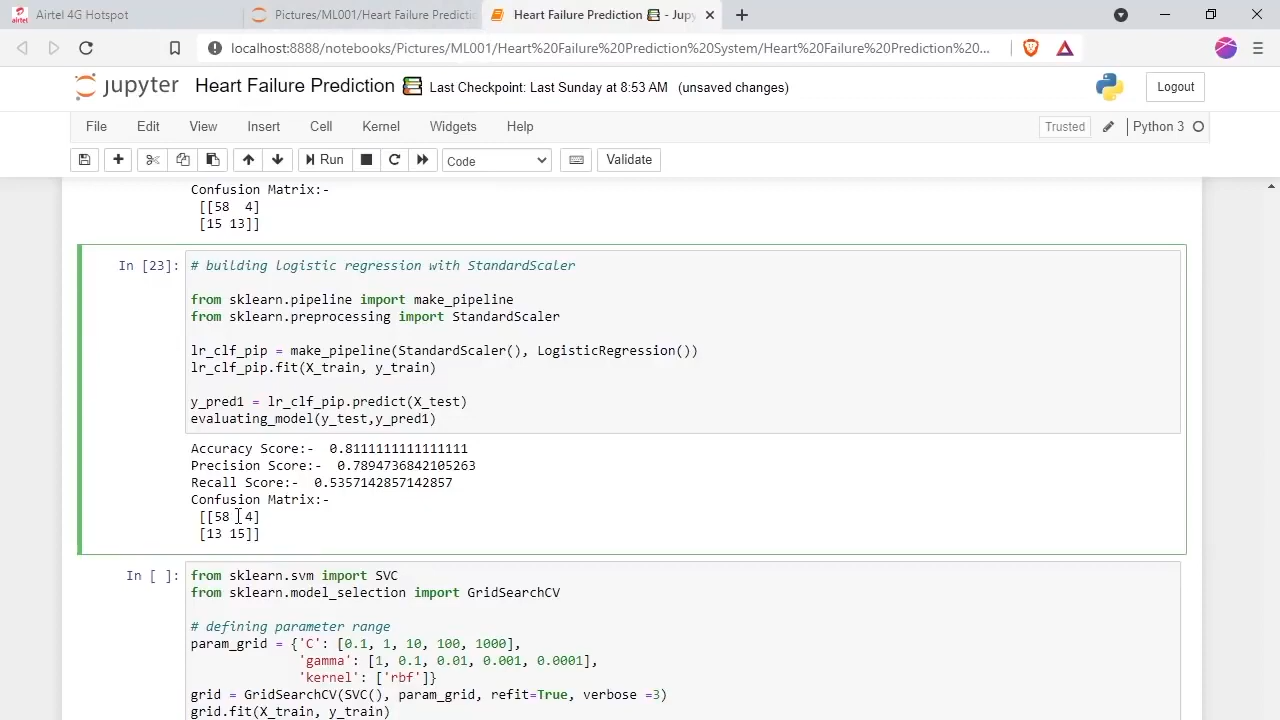 Airtel 4G Hotspot
Pictures/ML001/Heart Failure Predictic
Heart Failure Prediction - Jupy
localhost:8888/notebooks/Pictures/ML001/Heart%20Failure%20Prediction%20System/Heart%20Failure%20Prediction%20...
jupyter Heart Failure Prediction Last Checkpoint: Last Sunday at 8:53 AM (unsaved changes)
Logout
File Edit View Insert Cell Kernel Widgets Help
Trusted Python 3
Run Code Validate
Confusion Matrix:-
[[58 4]
[15 13]]
In [23]: # building logistic regression with StandardScaler
from sklearn.pipeline import make_pipeline
from sklearn.preprocessing import StandardScaler
lr_clf_pip = make_pipeline(StandardScaler(), LogisticRegression())
lr_clf_pip.fit(X_train, y_train)
y_pred1 = lr_clf_pip.predict(X_test)
evaluating_model(y_test,y_pred1)
Accuracy Score:- 0.8111111111111111
Precision Score:- 0.7894736842105263
Recall Score:- 0.5357142857142857
Confusion Matrix:-
[[58 4]
[13 15]]
In [ ]: from sklearn.svm import SVC
from sklearn.model_selection import GridSearchCV
# defining parameter range
param_grid = {'C': [0.1, 1, 10, 100, 1000],
'gamma': [1, 0.1, 0.01, 0.001, 0.0001],
'kernel': ['rbf']}
grid = GridSearchCV(SVC(), param_grid, refit=True, verbose =3)
grid.fit(X_train, y_train)